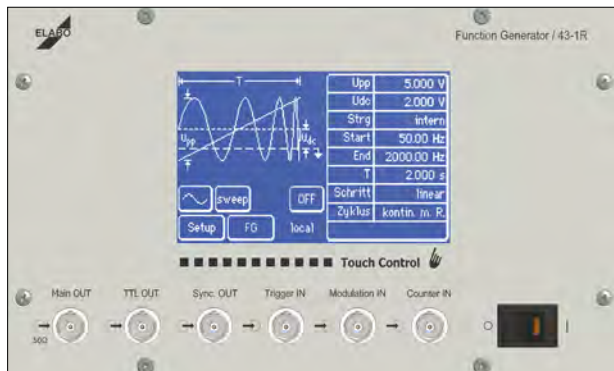 ELABO
Function Generator / 43-1R
T
Upp 5.000 V
Udc 2.000 V
Strg intern
Start 50.00 Hz
End 2000.00 Hz
T 2.000 s
Schritt linear
Zyklus kontin. m. R.
Upp
Udc
sweep OFF
Setup FG local
Touch Control
Main OUT TTL OUT Sync. OUT Trigger IN Modulation IN Counter IN
50Ω
O I